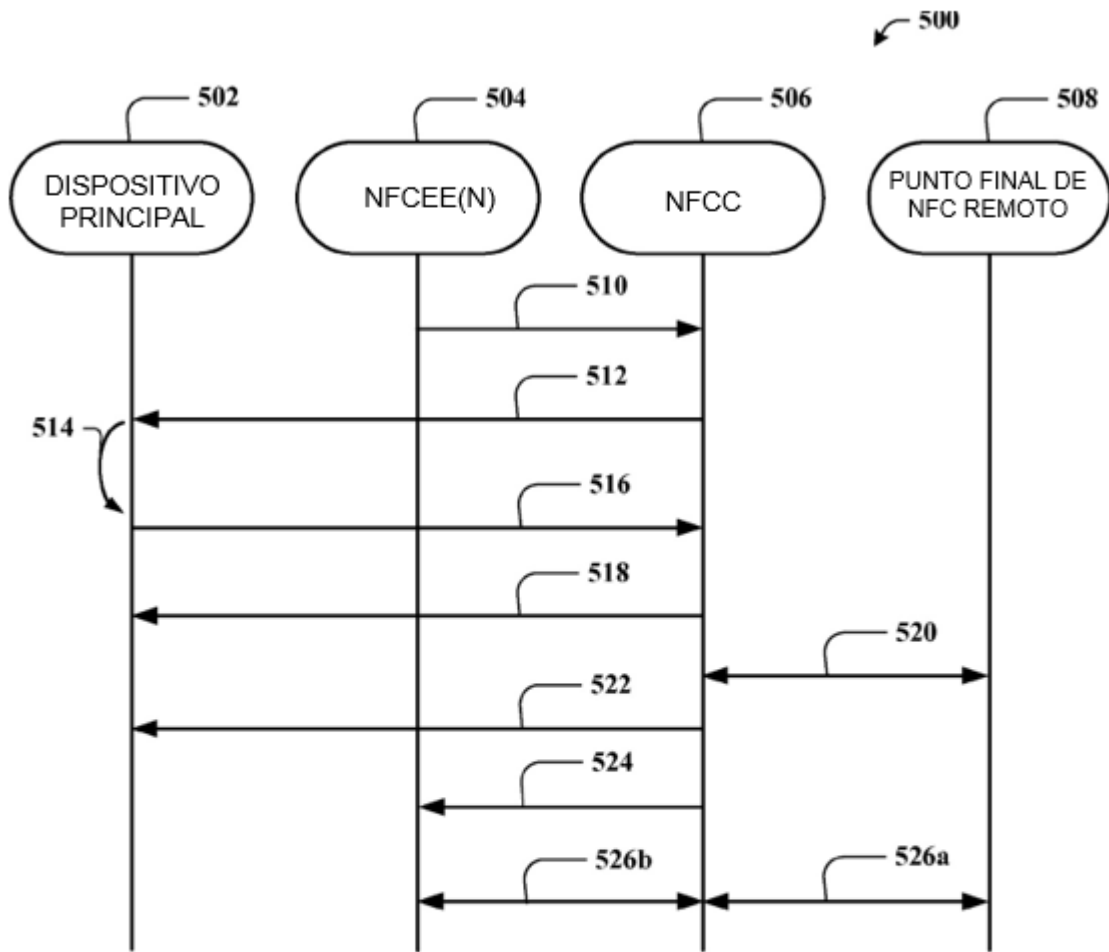 500
502
504
506
508
DISPOSITIVO
PRINCIPAL
NFCEE(N)
NFCC
PUNTO FINAL DE
NFC REMOTO
510
512
514
516
518
520
522
524
526b
526a